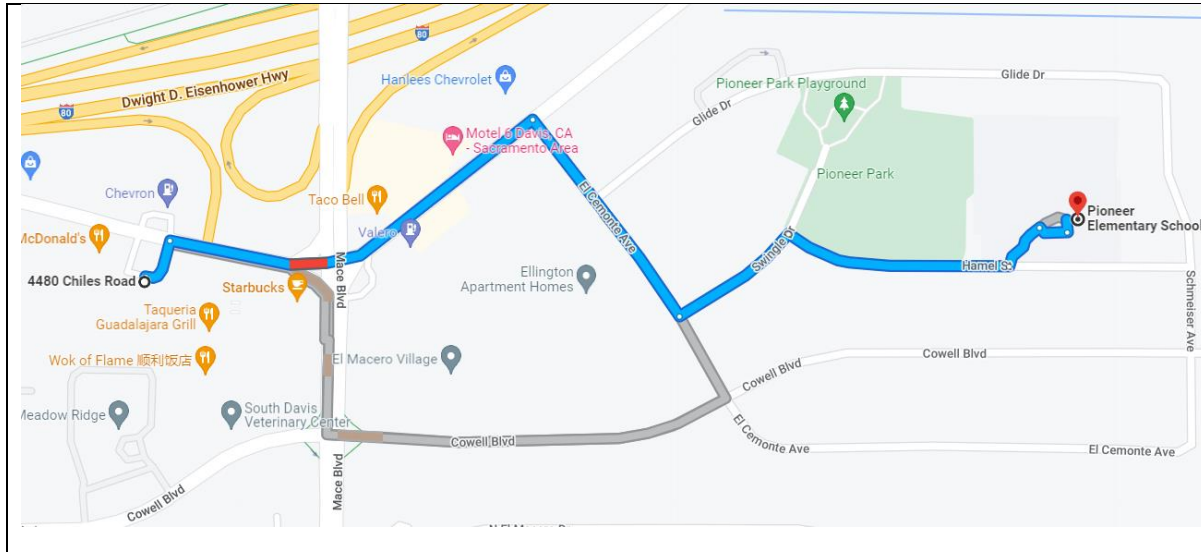 80
Hanlees Chevrolet
Glide Dr
Dwight D. Eisenhower Hwy
80
Pioneer Park Playground
Glide Dr
Motel 6 Davis, CA
- Sacramento Area
Chevron
Taco Bell
Pioneer Park
El Cemonte Ave
McDonald's
Valero
Swingle Dr
Pioneer
Elementary School
Mace Blvd
Hamel St
4480 Chiles Road
Starbucks
Ellington
Apartment Homes
Schmeiser Ave
Taqueria
Guadalajara Grill
Wok of Flame 顺利饭店
El Macero Village
Cowell Blvd
Cowell Blvd
Meadow Ridge
South Davis
Veterinary Center
Cowell Blvd
El Cemonte Ave
El Cemonte Ave
Mace Blvd
Cowell Blvd